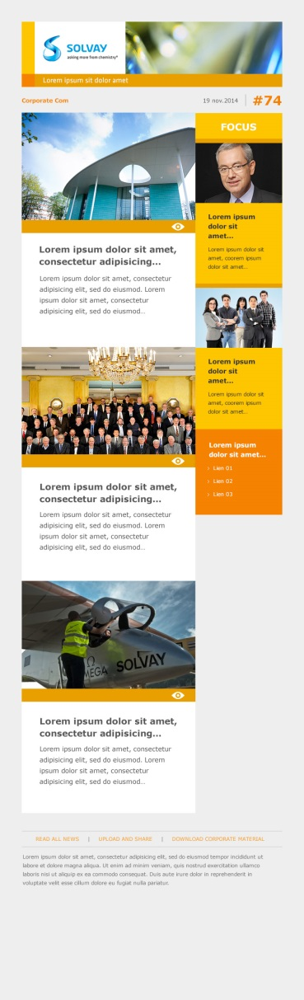 SOLVAY
asking more from chemistry®
Lorem ipsum dolor sit amet
Corporate Com
19 nov.2014
#74
Lorem ipsum dolor sit amet,
consectetur adipisicing...
Lorem ipsum dolor sit amet, consectetur
adipisicing elit, sed do eiusmod. Lorem
ipsum dolor sit amet, consectetur
adipisicing elit, sed do eiusmod...
Lorem ipsum dolor sit amet,
consectetur adipisicing...
Lorem ipsum dolor sit amet, consectetur
adipisicing elit, sed do eiusmod. Lorem
ipsum dolor sit amet, consectetur
adipisicing elit, sed do eiusmod...
OMEGA
SOLVAY
Lorem ipsum dolor sit amet,
consectetur adipisicing...
Lorem ipsum dolor sit amet, consectetur
adipisicing elit, sed do eiusmod. Lorem
ipsum dolor sit amet, consectetur
adipisicing elit, sed do eiusmod...
FOCUS
Lorem ipsum
dolor sit
amet...
Lorem ipsum dolor sit
amet, coorem ipsum
dolor sit amet...
Lorem ipsum
dolor sit
amet...
Lorem ipsum dolor sit
amet, coorem ipsum
dolor sit amet...
Lorem ipsum
dolor sit amet...
> Lien 01
> Lien 02
> Lien 03
READ ALL NEWS | UPLOAD AND SHARE | DOWNLOAD CORPORATE MATERIAL
Lorem ipsum dolor sit amet, consectetur adipisicing elit, sed do eiusmod tempor incididunt ut
labore et dolore magna aliqua. Ut enim ad minim veniam, quis nostrud exercitation ullamco
laboris nisi ut aliquip ex ea commodo consequat. Duis aute irure dolor in reprehenderit in
voluptate velit esse cillum dolore eu fugiat nulla pariatur.